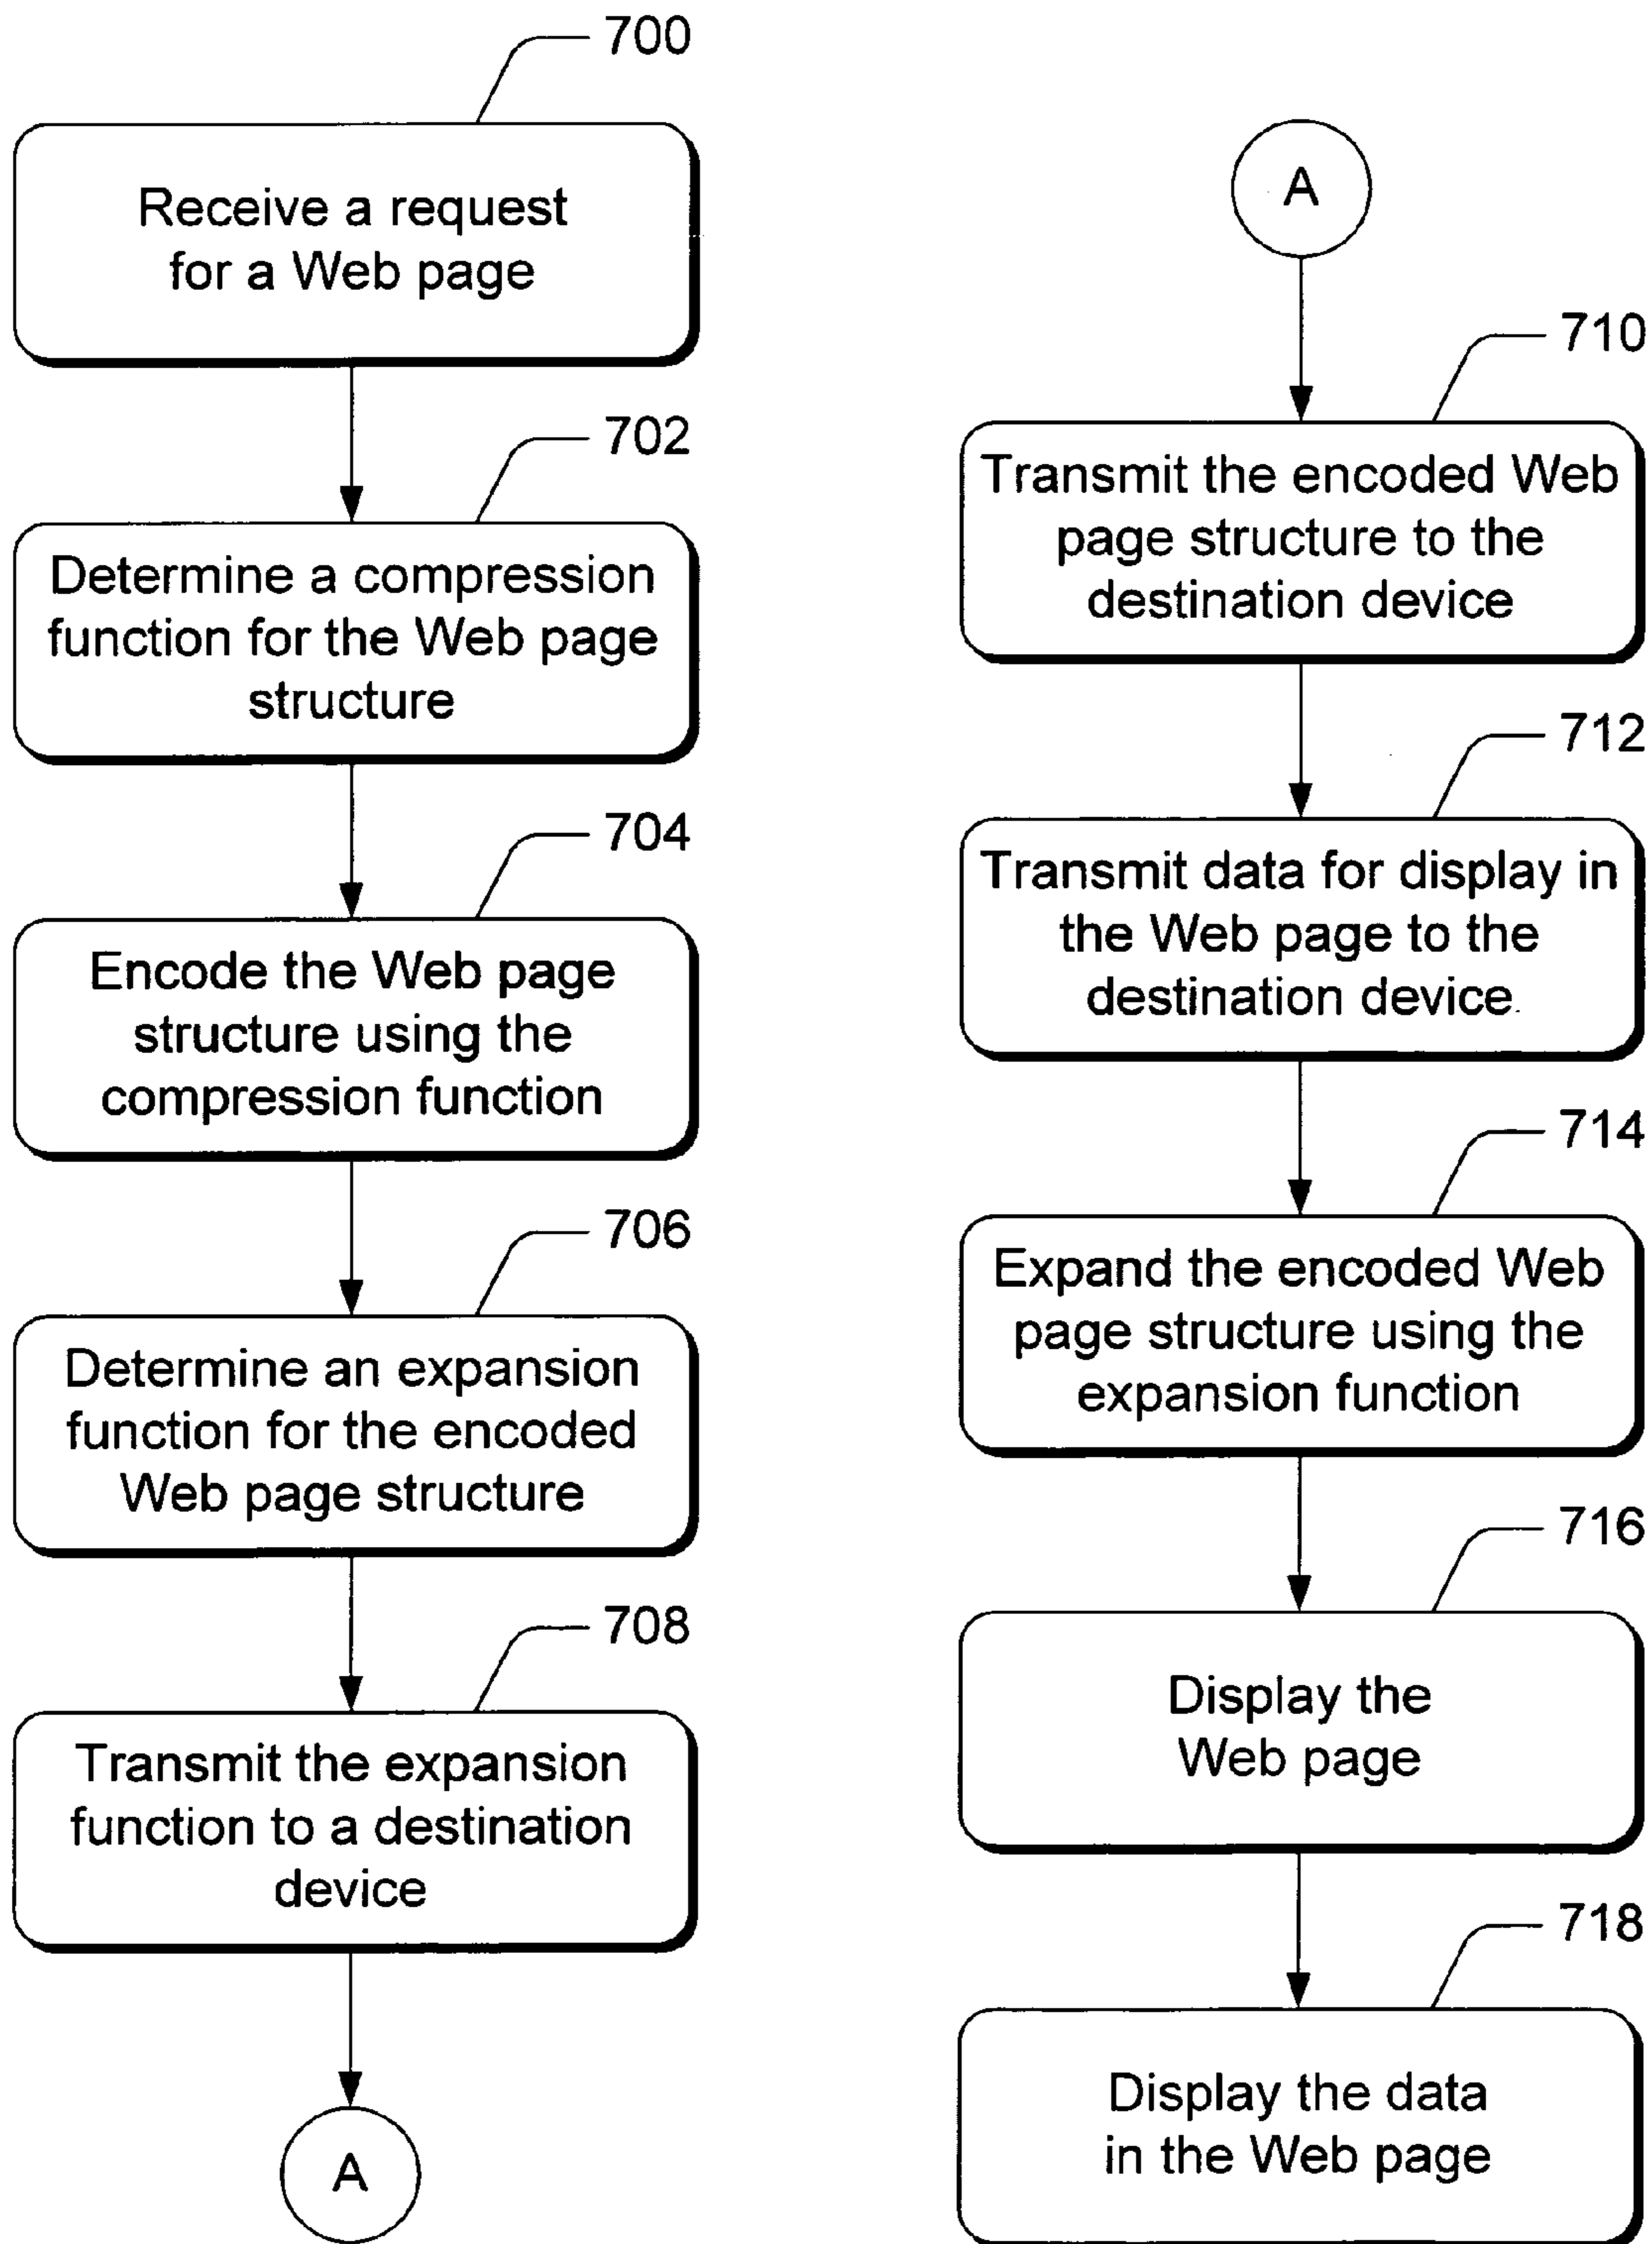 700
Receive a request
for a Web page
702
Determine a compression
function for the Web page
structure
704
Encode the Web page
structure using the
compression function
706
Determine an expansion
function for the encoded
Web page structure
708
Transmit the expansion
function to a destination
device
A
A
710
Transmit the encoded Web
page structure to the
destination device
712
Transmit data for display in
the Web page to the
destination device
714
Expand the encoded Web
page structure using the
expansion function
716
Display the
Web page
718
Display the data
in the Web page